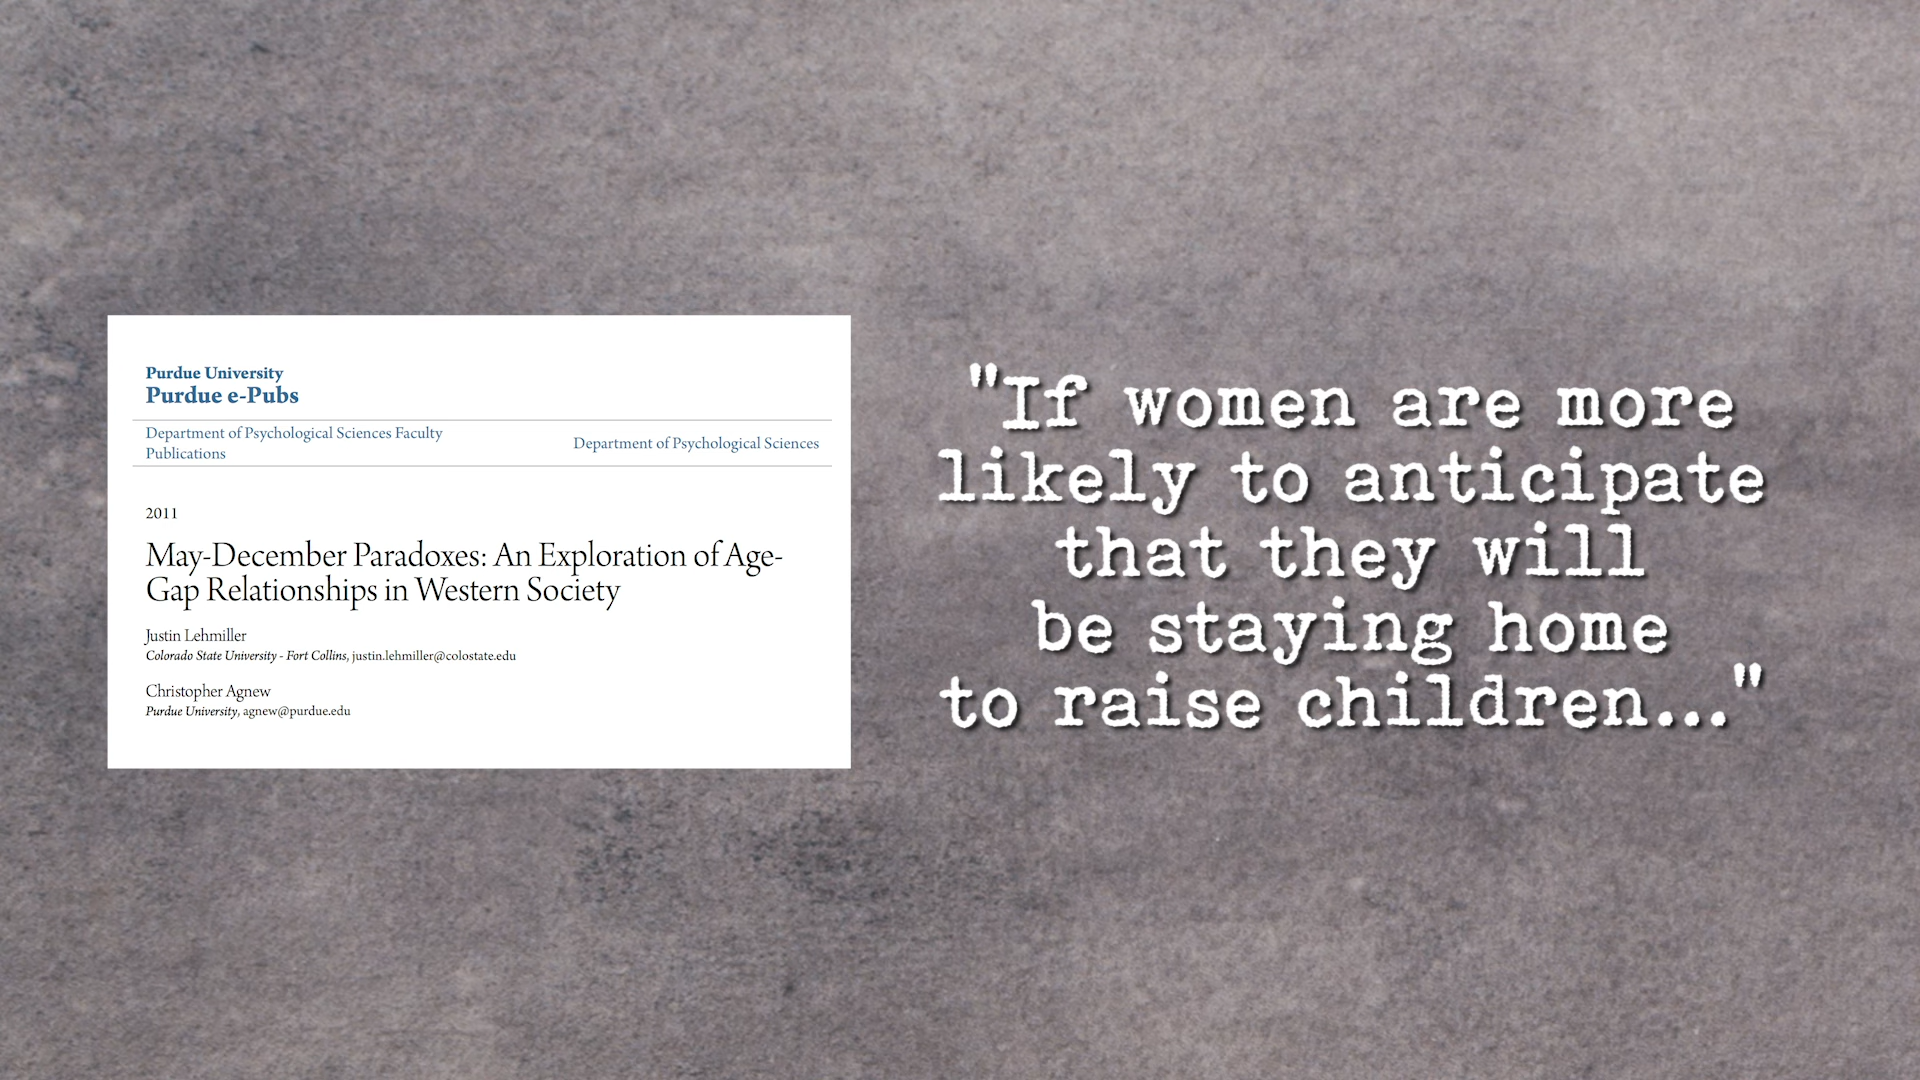 Purdue University
Purdue e-Pubs
Department of Psychological Sciences Faculty
Publications
Department of Psychological Sciences
2011
May-December Paradoxes: An Exploration of Age-
Gap Relationships in Western Society
Justin Lehmiller
Colorado State University - Fort Collins, justin.lehmiller@colostate.edu
Christopher Agnew
Purdue University, agnew@purdue.edu
"If women are more
likely to anticipate
that they will
be staying home
to raise children..."